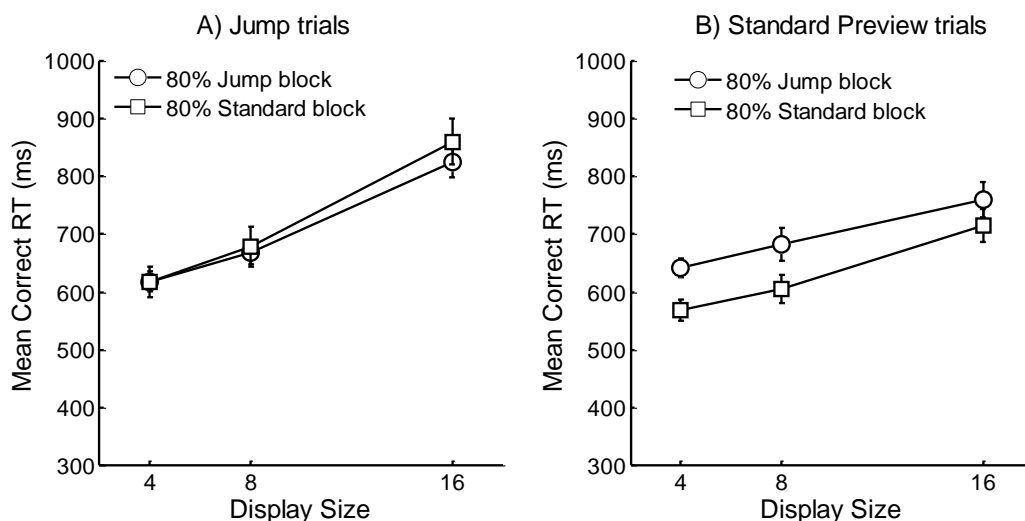 A) Jump trials
1000
900
800
700
600
500
400
300
Mean Correct RT (ms)
80% Jump block
80% Standard block
4
8
16
Display Size
B) Standard Preview trials
1000
900
800
700
600
500
400
300
Mean Correct RT (ms)
80% Jump block
80% Standard block
4
8
16
Display Size